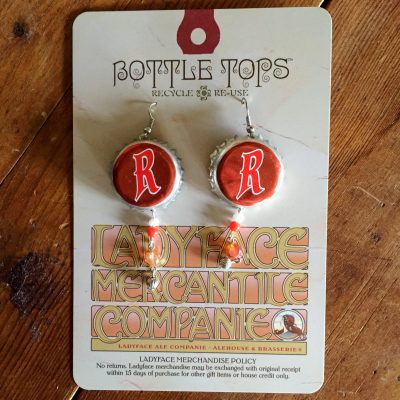 BOTTLE TOPS™
RECYCLE RE-USE
R R
LADYFACE
MERCANTILE
COMPANIE
LADYFACE ALE COMPANIE · ALEHOUSE & BRASSERIE
LADYFACE MERCHANDISE POLICY
No returns. Ladyface merchandise may be exchanged with original receipt
within 15 days of purchase for other gift items or house credit only.